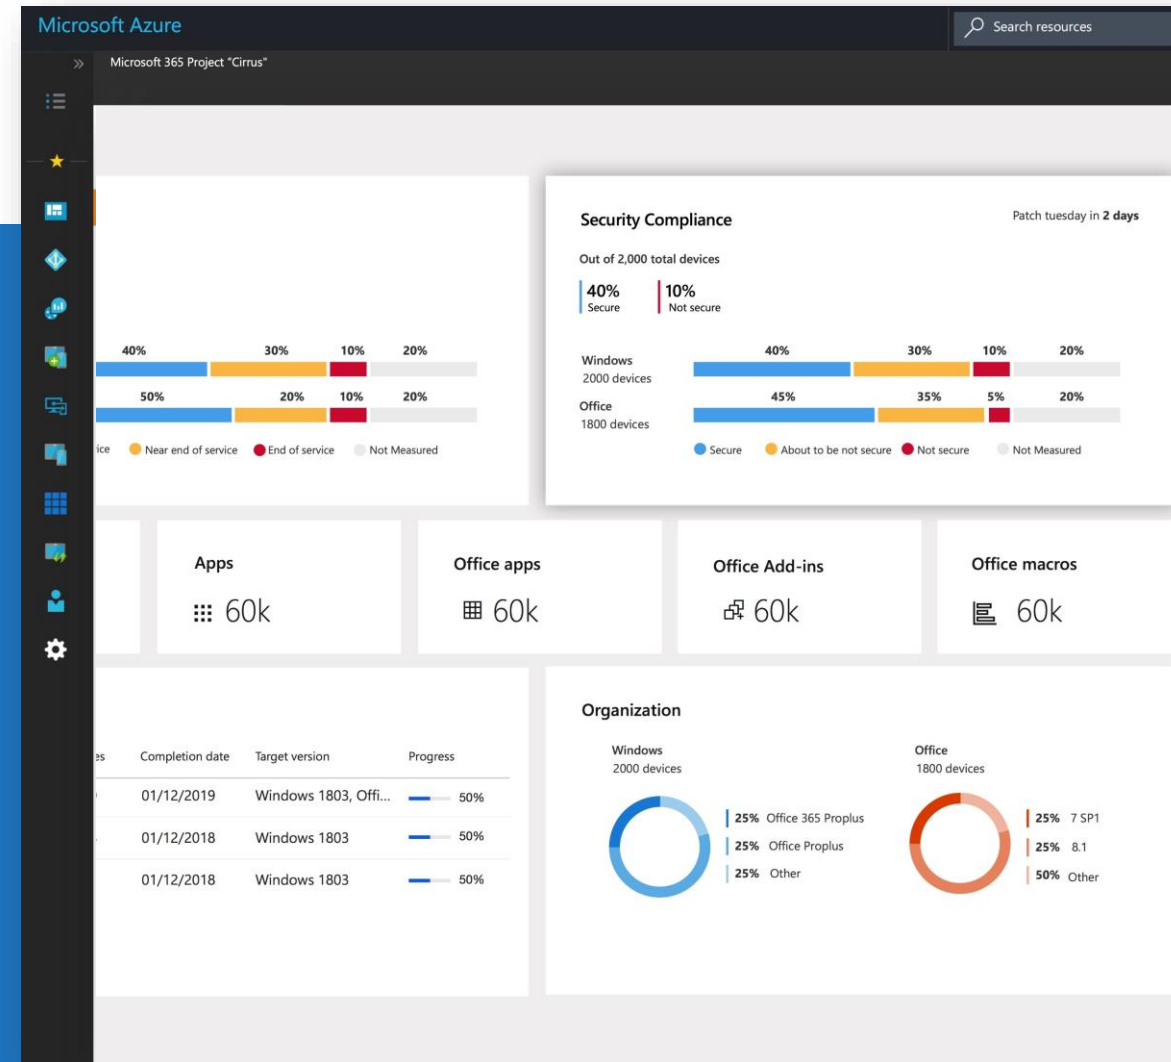 Microsoft Azure
Search resources
Microsoft 365 Project "Cirrus"
40% 30% 10% 20%
50% 20% 10% 20%
ice Near end of service End of service Not Measured
Security Compliance
Patch tuesday in 2 days
Out of 2,000 total devices
40% 10%
Secure Not secure
Windows 40% 30% 10% 20%
2000 devices
Office 45% 35% 5% 20%
1800 devices
Secure About to be not secure Not secure Not Measured
Apps
60k
Office apps
60k
Office Add-ins
60k
Office macros
60k
es Completion date Target version Progress
01/12/2019 Windows 1803, Offi... 50%
01/12/2018 Windows 1803 50%
01/12/2018 Windows 1803 50%
Organization
Windows
2000 devices
25% Office 365 Proplus
25% Office Proplus
25% Other
Office
1800 devices
25% 7 SP1
25% 8.1
50% Other